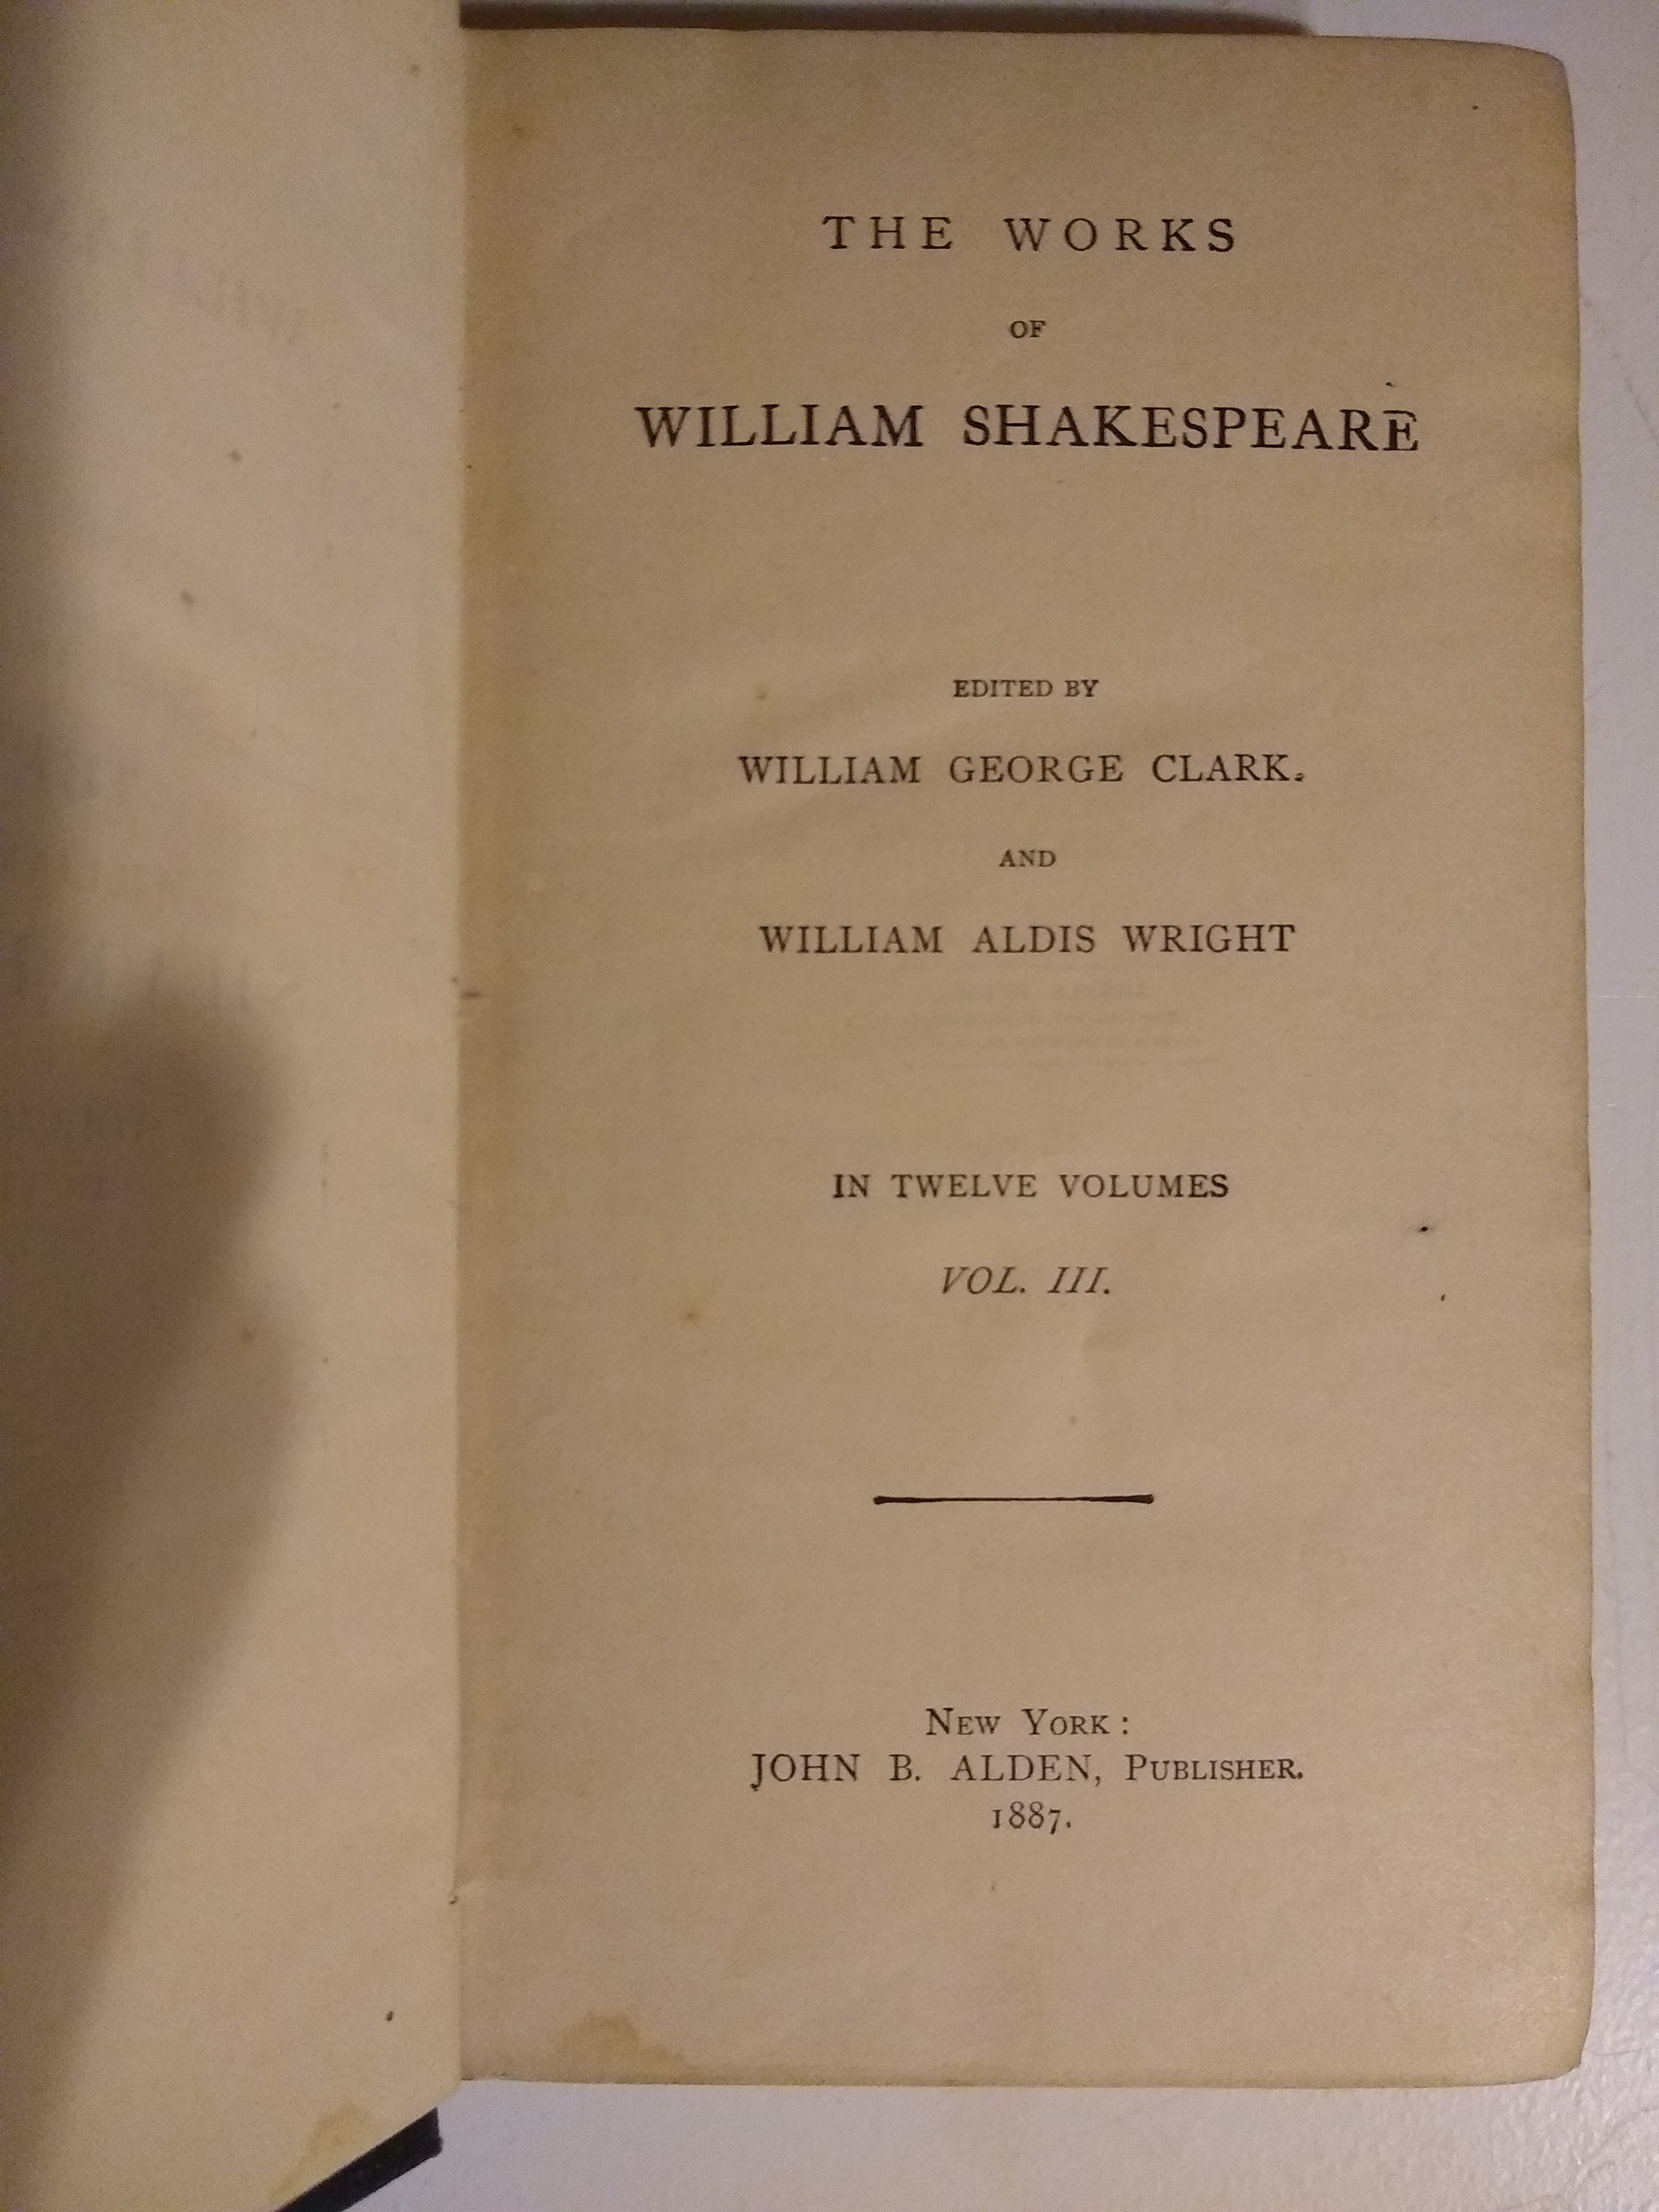 THE WORKS
OF
WILLIAM SHAKESPEARE
EDITED BY
WILLIAM GEORGE CLARK.
AND
WILLIAM ALDIS WRIGHT
IN TWELVE VOLUMES
VOL. III.
NEW YORK:
JOHN B. ALDEN, PUBLISHER.
1887.